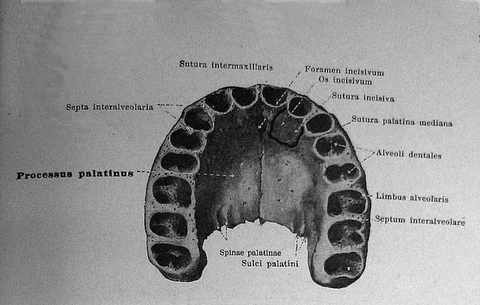 Sutura intermaxillaris
Foramen incisivum
Os incisivum
Sutura incisiva
Septa interalveolaria
Sutura palatina mediana
Alveoli dentales
Processus palatinus
Limbus alveolaris
Septum interalveolare
Spinae palatinae
Sulci palatini